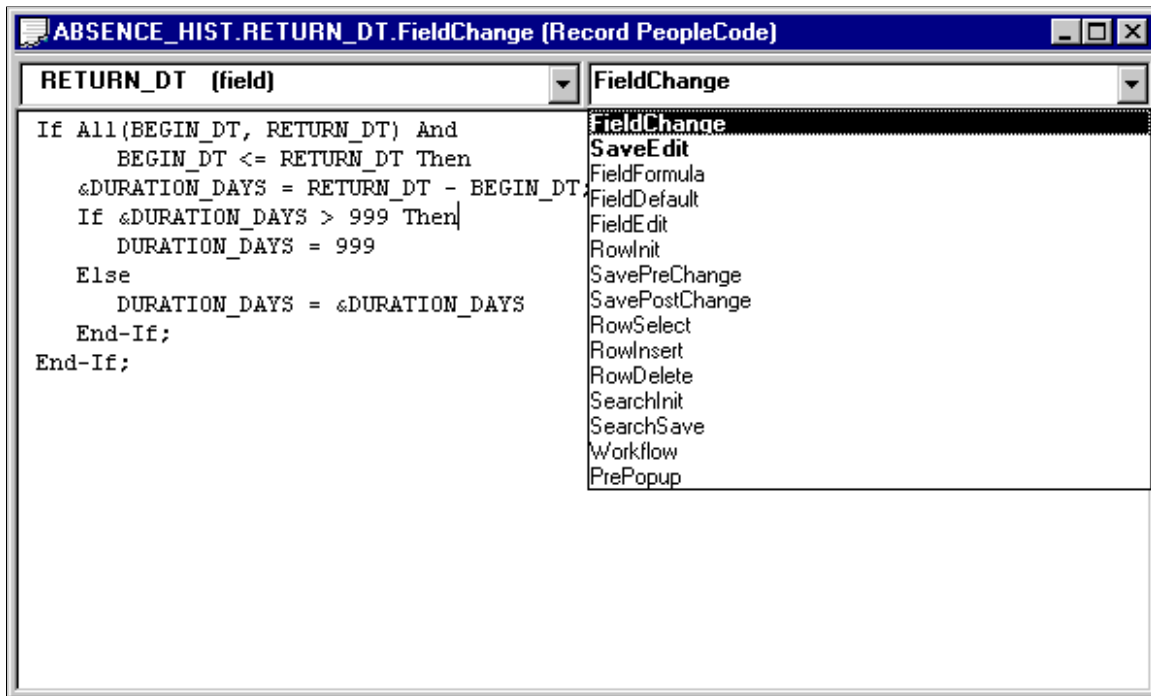 ABSENCE_HIST.RETURN_DT.FieldChange (Record PeopleCode)
RETURN_DT (field)
FieldChange
If All(BEGIN_DT, RETURN_DT) And
BEGIN_DT <= RETURN_DT Then
&DURATION_DAYS = RETURN_DT - BEGIN_DT;
If &DURATION_DAYS > 999 Then
DURATION_DAYS = 999
Else
DURATION_DAYS = &DURATION_DAYS
End-If;
End-If;
FieldChange
SaveEdit
FieldFormula
FieldDefault
FieldEdit
RowInit
SavePreChange
SavePostChange
RowSelect
RowInsert
RowDelete
SearchInit
SearchSave
Workflow
PrePopup